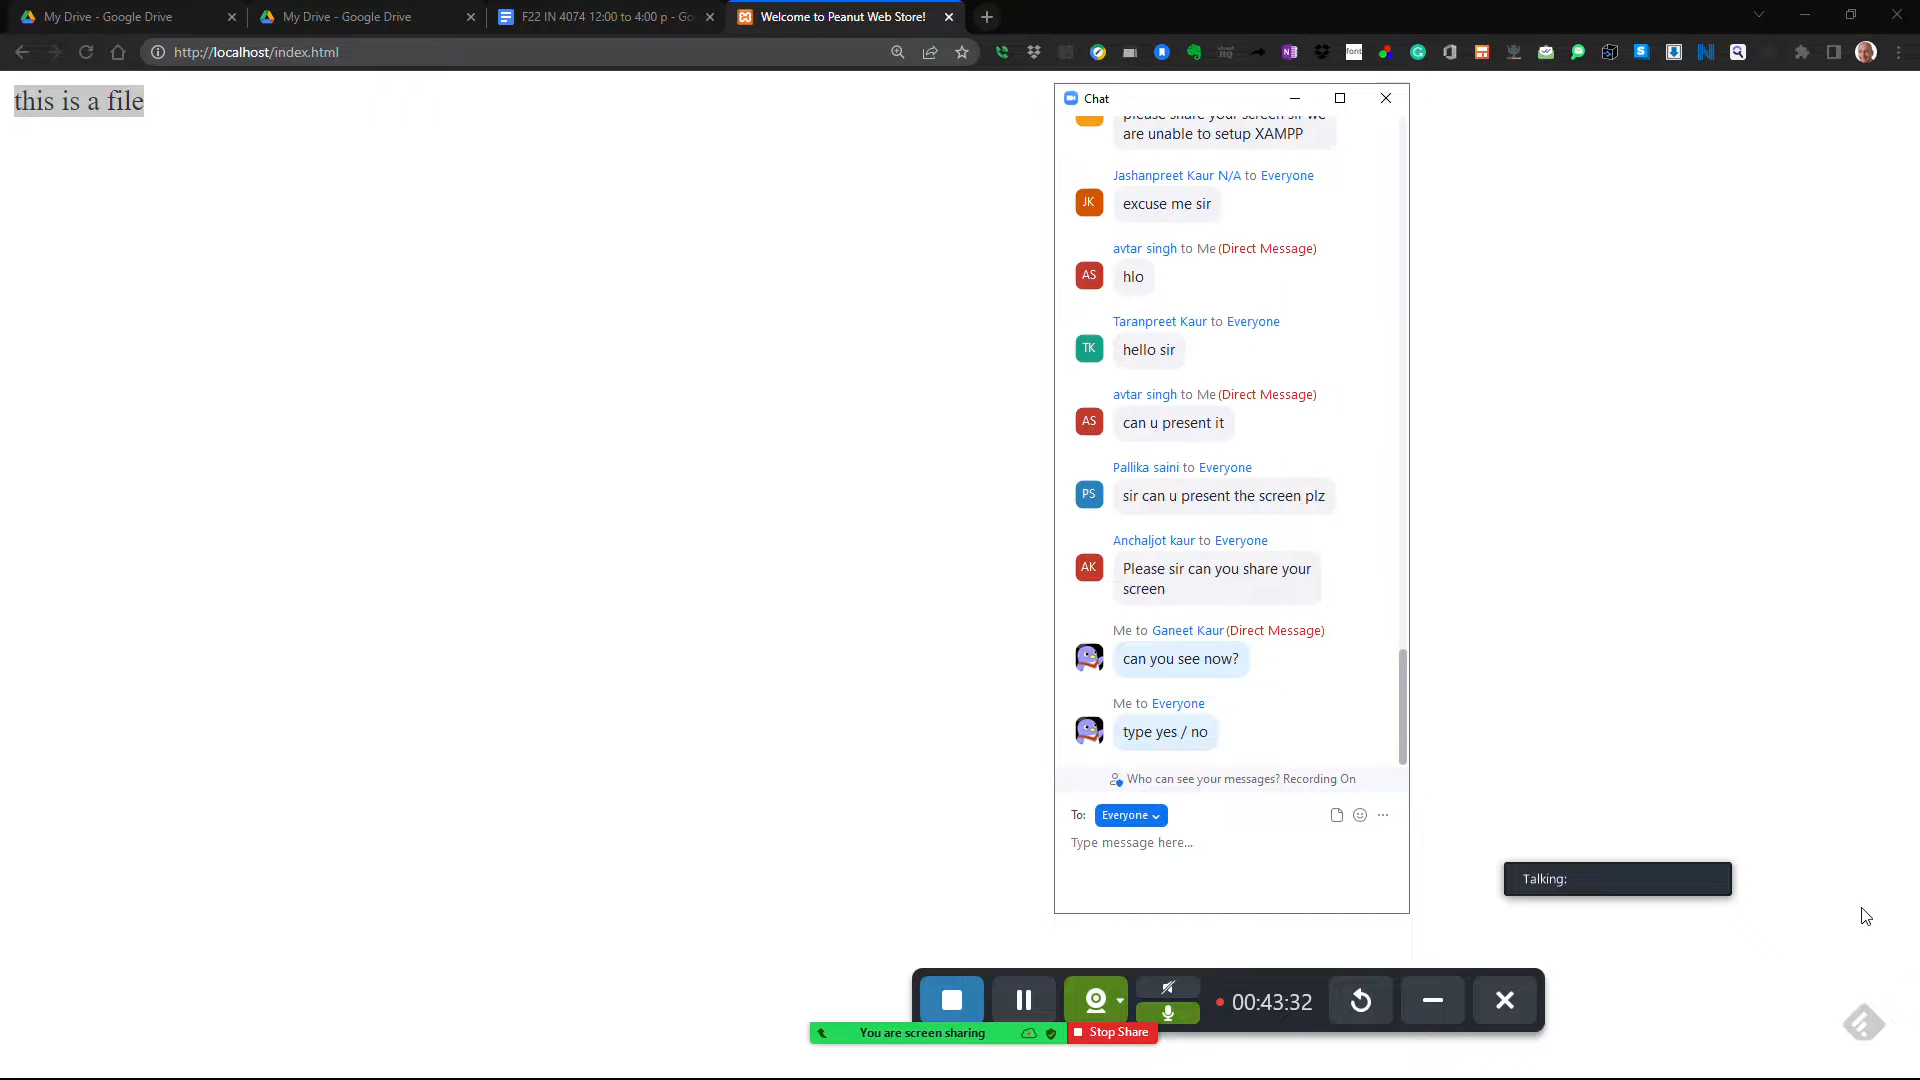 My Drive - Google Drive
My Drive - Google Drive
F22 IN 4074 12:00 to 4:00 p - Go
Welcome to Peanut Web Store!
http://localhost/index.html
this is a file
Chat
please share your screen sir we
are unable to setup XAMPP
Jashanpreet Kaur N/A to Everyone
JK
excuse me sir
avtar singh to Me(Direct Message)
AS
hlo
Taranpreet Kaur to Everyone
TK
hello sir
avtar singh to Me(Direct Message)
AS
can u present it
Pallika saini to Everyone
PS
sir can u present the screen plz
Anchaljot kaur to Everyone
AK
Please sir can you share your
screen
Me to Ganeet Kaur(Direct Message)
can you see now?
Me to Everyone
type yes / no
Who can see your messages? Recording On
To: Everyone
Type message here...
Talking:
00:43:32
You are screen sharing
Stop Share